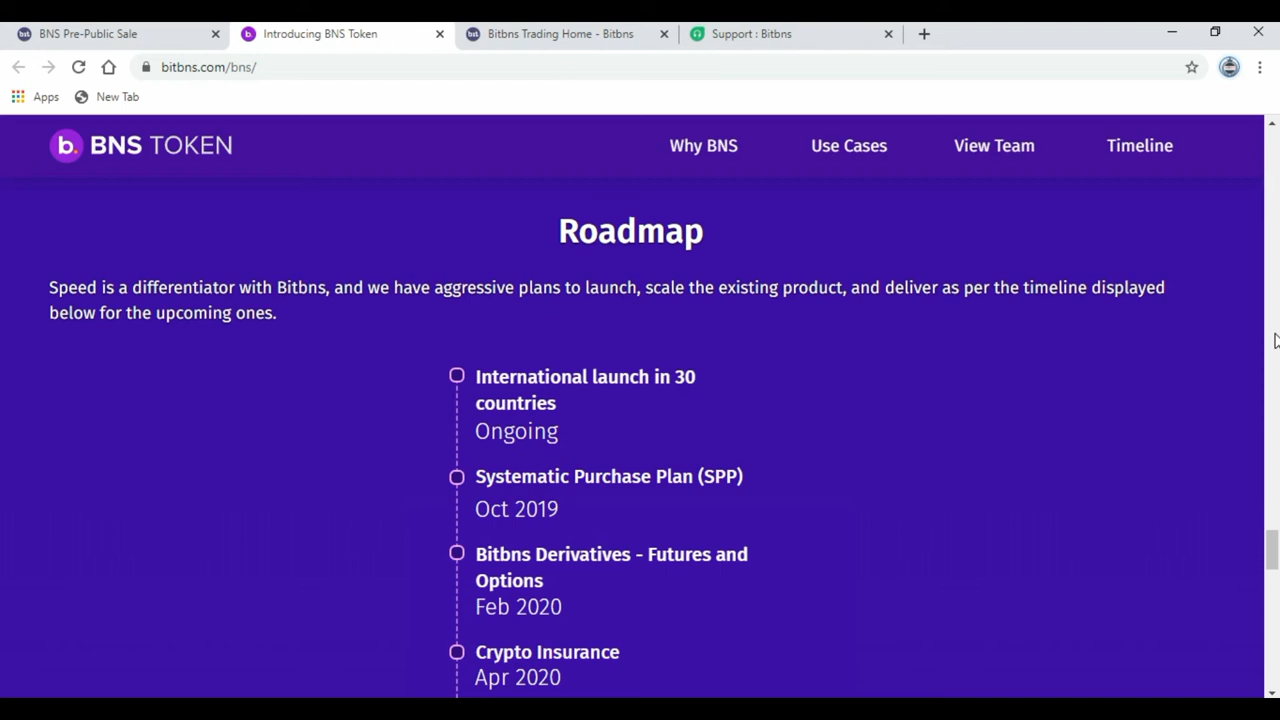 BNS Pre-Public Sale
Introducing BNS Token
Bitbns Trading Home - Bitbns
Support : Bitbns
bitbns.com/bns/
Apps
New Tab
b. BNS TOKEN
Why BNS
Use Cases
View Team
Timeline
Roadmap
Speed is a differentiator with Bitbns, and we have aggressive plans to launch, scale the existing product, and deliver as per the timeline displayed
below for the upcoming ones.
International launch in 30
countries
Ongoing
Systematic Purchase Plan (SPP)
Oct 2019
Bitbns Derivatives - Futures and
Options
Feb 2020
Crypto Insurance
Apr 2020